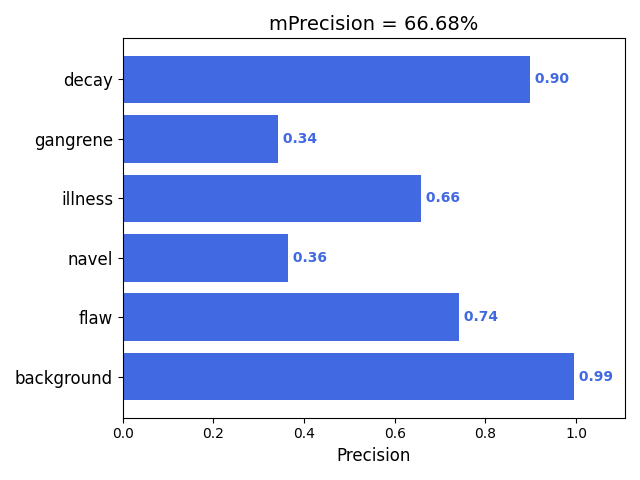 mPrecision = 66.68%
decay 0.90
gangrene 0.34
illness 0.66
navel 0.36
flaw 0.74
background 0.99
0.0 0.2 0.4 0.6 0.8 1.0
Precision